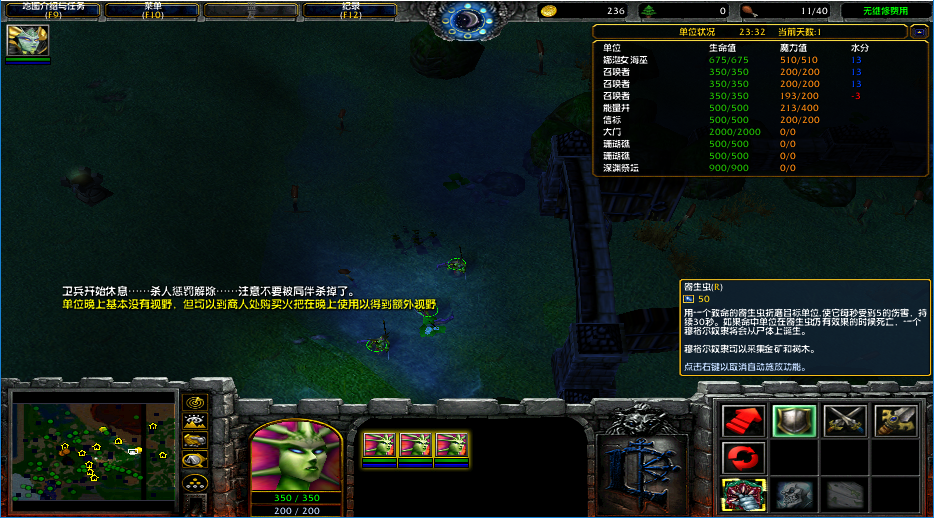 地图介绍与任务
(F9)
菜单
(F10)
纪录
(F12)
236
0
11/40
无维修费用
单位状况 23:32 当前天数:1
单位 生命值 魔力值 水分
娜迦女海巫 675/675 510/510 13
召唤者 350/350 200/200 13
召唤者 350/350 200/200 13
召唤者 350/350 193/200 -3
能量井 500/500 213/400
信标 500/500 200/200
大门 2000/2000 0/0
珊瑚礁 500/500 0/0
珊瑚礁 500/500 0/0
深渊祭坛 900/900 0/0
卫兵开始休息……杀人惩罚解除……注意不要被同伴杀掉了。
单位晚上基本没有视野，但可以到商人处购买火把在晚上使用以得到额外视野
寄生虫(R)
50
用一个致命的寄生虫折磨目标单位,使它每秒受到5的伤害，持
续30秒。如果命中单位在寄生虫仍有效果的时候死亡，一个
穆格尔奴隶将会从尸体上诞生。
穆格尔奴隶可以采集金矿和树木。
点击右键以取消自动施放功能。
350 / 350
200 / 200